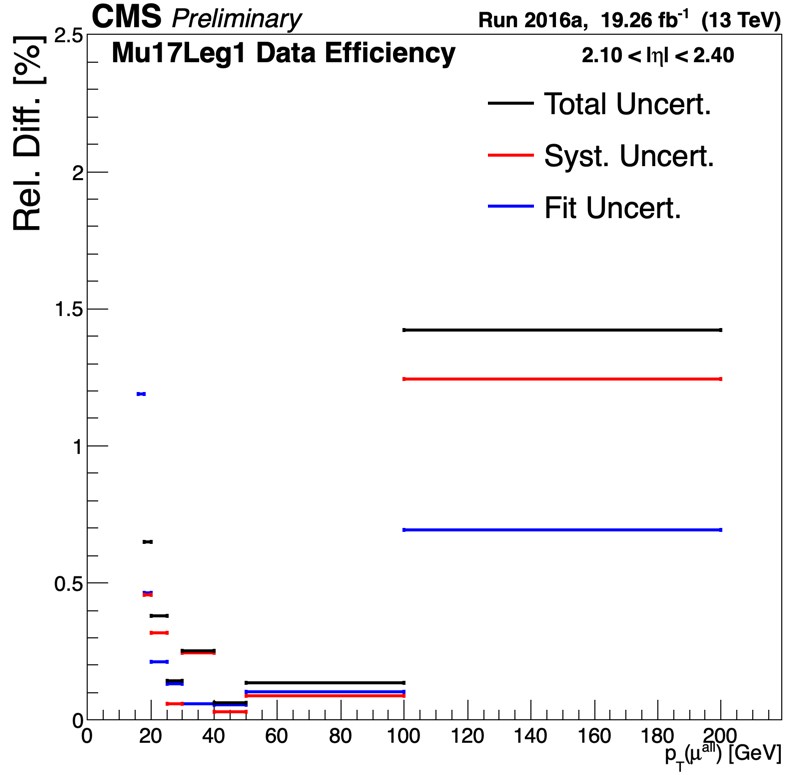 CMS Preliminary
Run 2016a, 19.26 fb⁻¹ (13 TeV)
Mu17Leg1 Data Efficiency
2.10 < |η| < 2.40
Total Uncert.
Syst. Uncert.
Fit Uncert.
Rel. Diff. [%]
2.5
2
1.5
1
0.5
0
0 20 40 60 80 100 120 140 160 180 200
p_T(μ^all) [GeV]